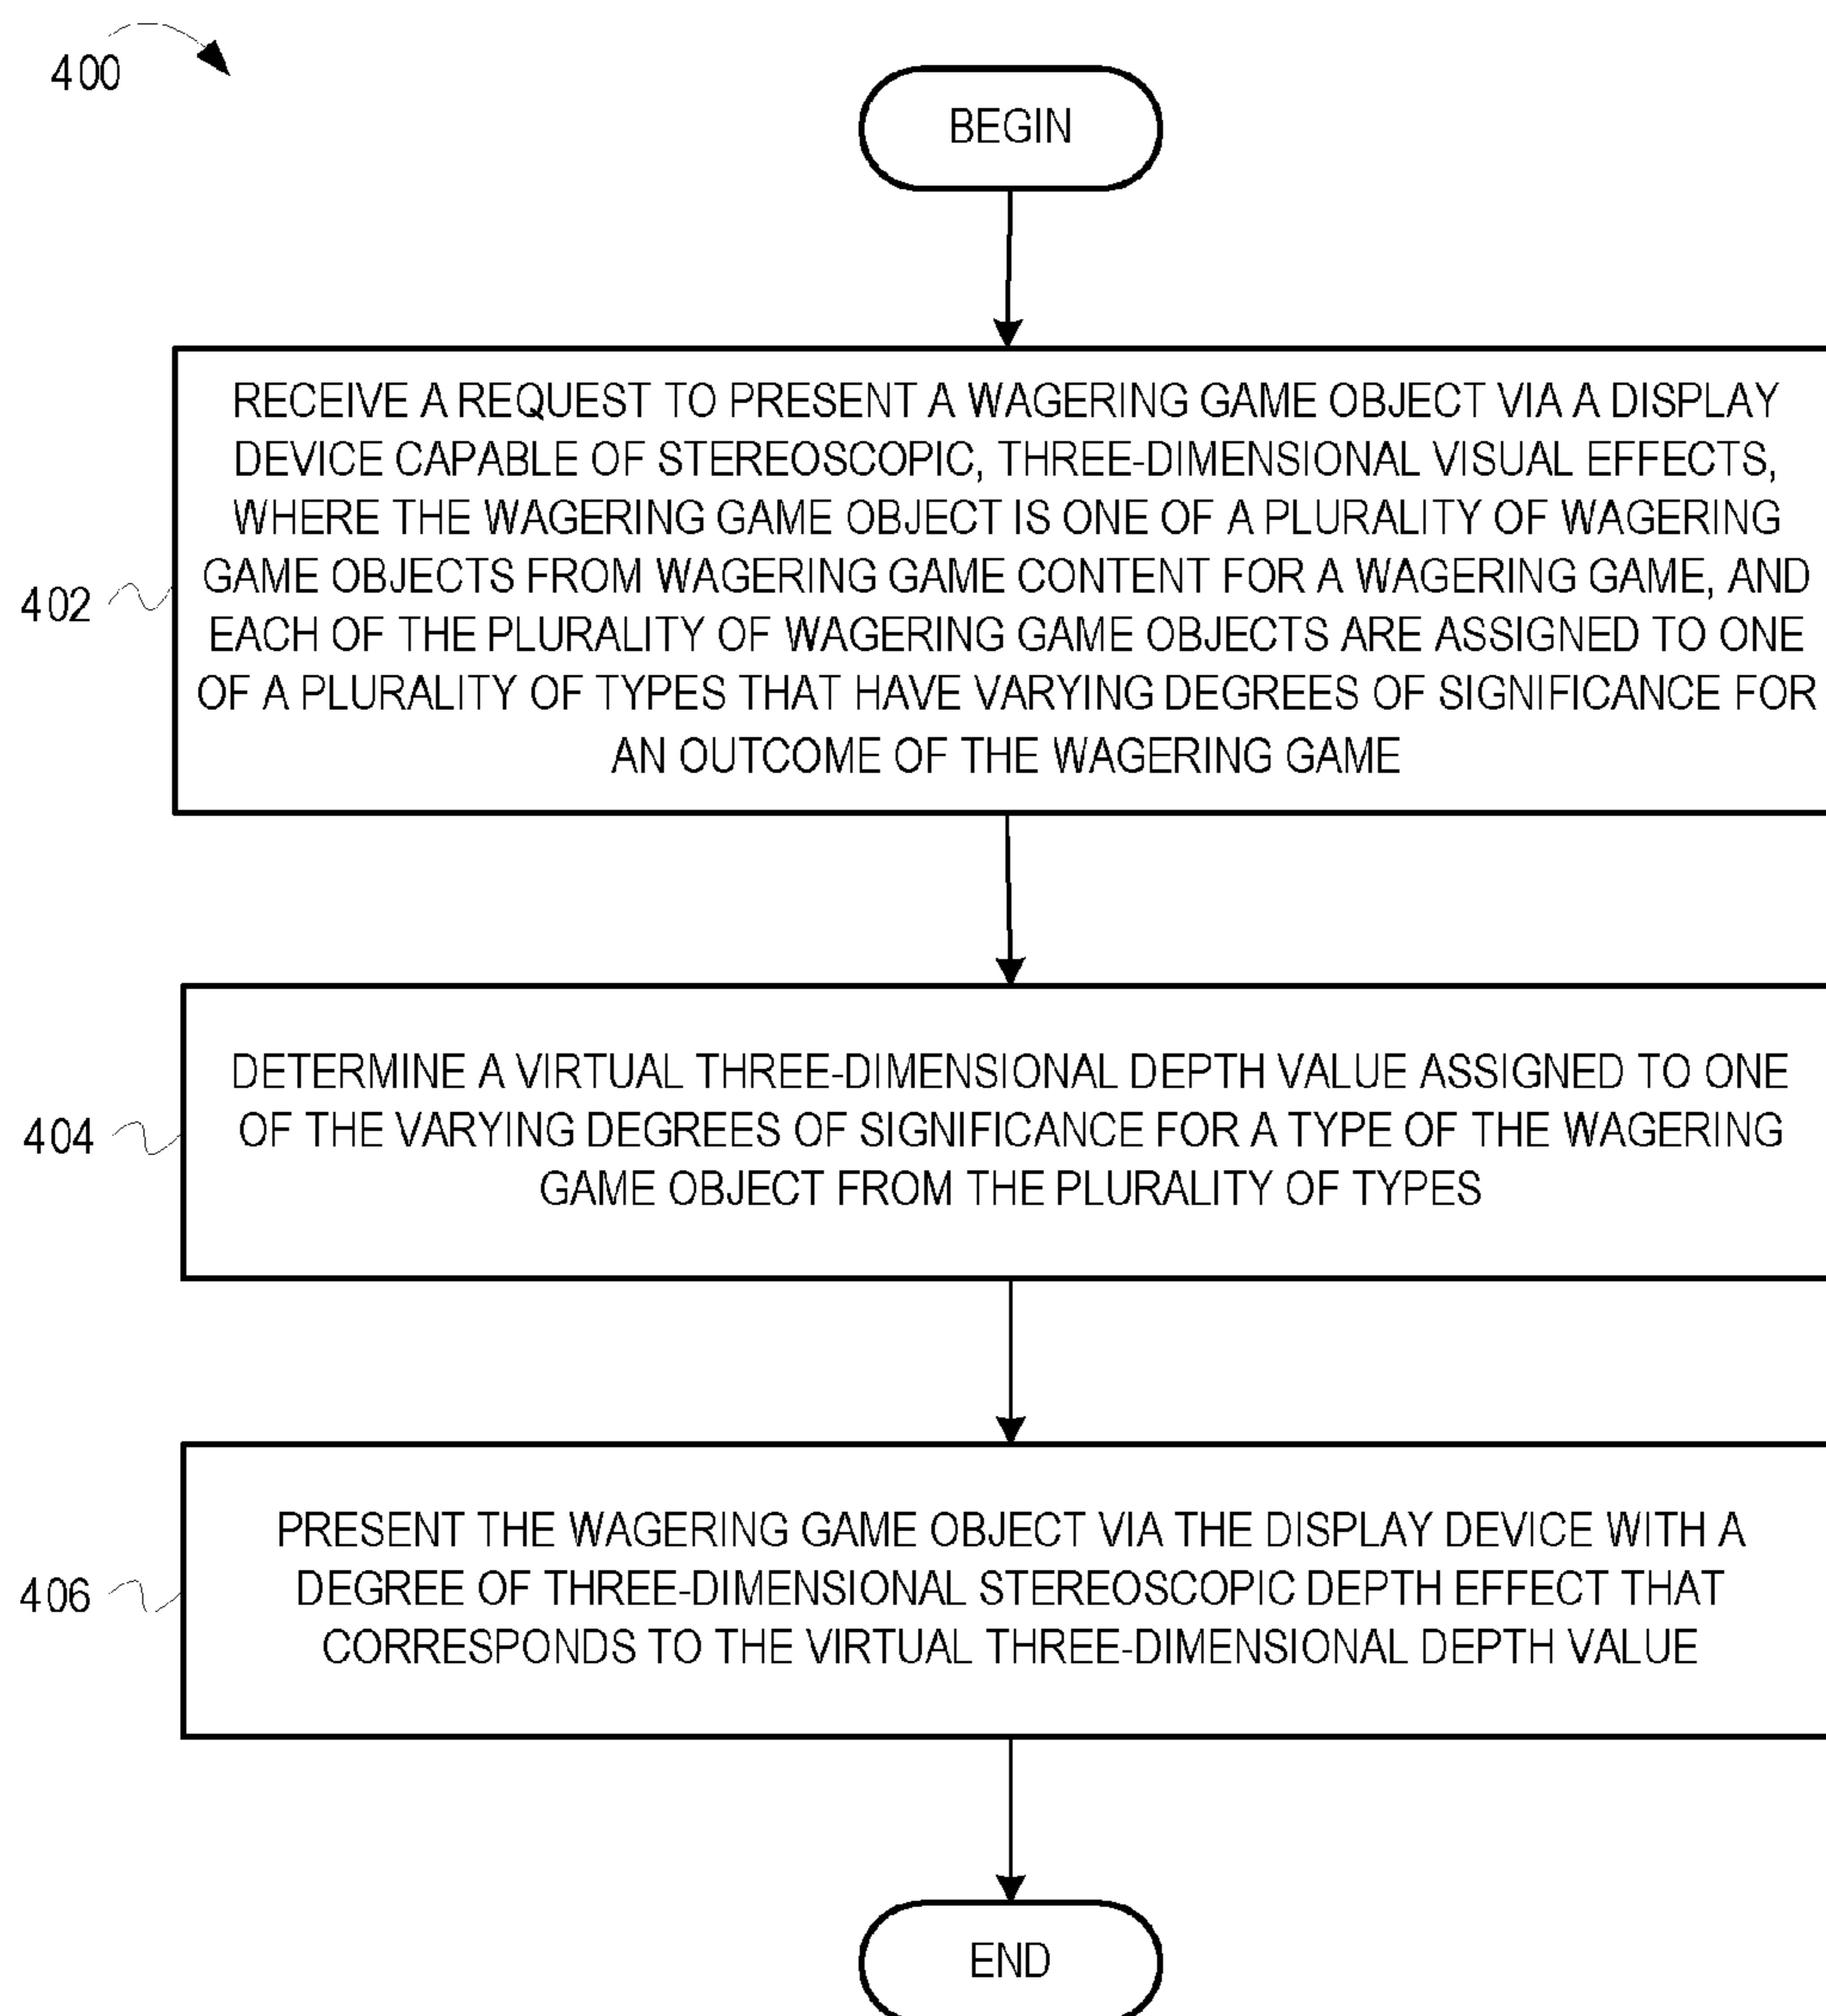 400
BEGIN
RECEIVE A REQUEST TO PRESENT A WAGERING GAME OBJECT VIA A DISPLAY
DEVICE CAPABLE OF STEREOSCOPIC, THREE-DIMENSIONAL VISUAL EFFECTS,
WHERE THE WAGERING GAME OBJECT IS ONE OF A PLURALITY OF WAGERING
GAME OBJECTS FROM WAGERING GAME CONTENT FOR A WAGERING GAME, AND
EACH OF THE PLURALITY OF WAGERING GAME OBJECTS ARE ASSIGNED TO ONE
OF A PLURALITY OF TYPES THAT HAVE VARYING DEGREES OF SIGNIFICANCE FOR
AN OUTCOME OF THE WAGERING GAME
402
DETERMINE A VIRTUAL THREE-DIMENSIONAL DEPTH VALUE ASSIGNED TO ONE
OF THE VARYING DEGREES OF SIGNIFICANCE FOR A TYPE OF THE WAGERING
GAME OBJECT FROM THE PLURALITY OF TYPES
404
PRESENT THE WAGERING GAME OBJECT VIA THE DISPLAY DEVICE WITH A
DEGREE OF THREE-DIMENSIONAL STEREOSCOPIC DEPTH EFFECT THAT
CORRESPONDS TO THE VIRTUAL THREE-DIMENSIONAL DEPTH VALUE
406
END